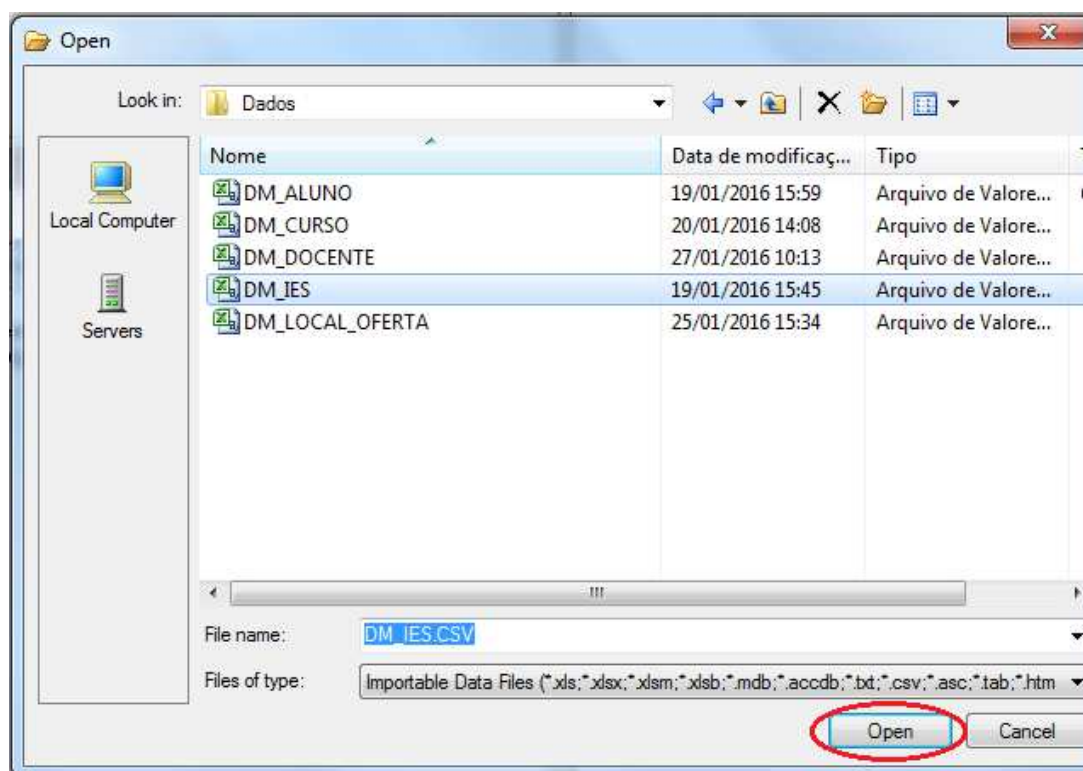 Open
X
Look in: Dados
Nome Data de modificaç... Tipo
DM_ALUNO 19/01/2016 15:59 Arquivo de Valore...
DM_CURSO 20/01/2016 14:08 Arquivo de Valore...
DM_DOCENTE 27/01/2016 10:13 Arquivo de Valore...
DM_IES 19/01/2016 15:45 Arquivo de Valore...
DM_LOCAL_OFERTA 25/01/2016 15:34 Arquivo de Valore...
Local Computer
Servers
File name: DM_IES.CSV
Files of type: Importable Data Files (*.xls;*.xlsx;*.xlsm;*.xlsb;*.mdb;*.accdb;*.txt;*.csv;*.asc;*.tab;*.htm
Open Cancel